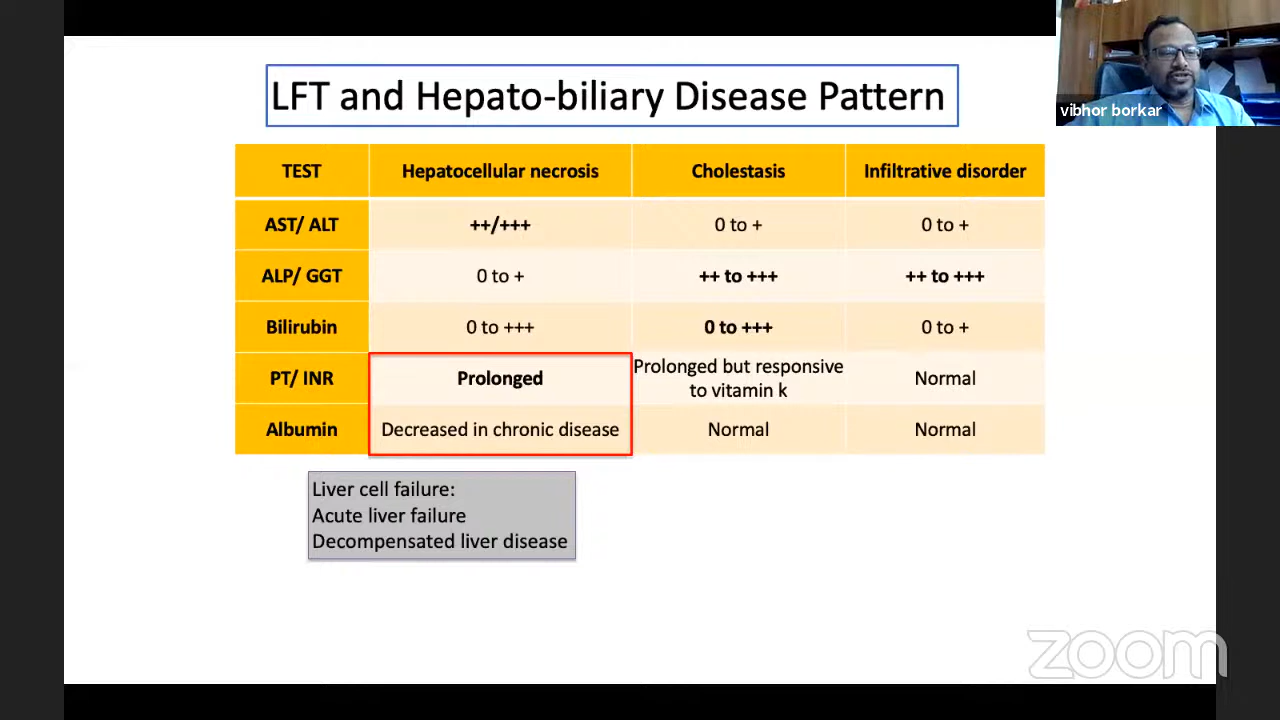 LFT and Hepato-biliary Disease Pattern
vibhor borkar
TEST Hepatocellular necrosis Cholestasis Infiltrative disorder
AST/ ALT ++/+++ 0 to + 0 to +
ALP/ GGT 0 to + ++ to +++ ++ to +++
Bilirubin 0 to +++ 0 to +++ 0 to +
PT/ INR Prolonged Prolonged but responsive to vitamin k Normal
Albumin Decreased in chronic disease Normal Normal
Liver cell failure:
Acute liver failure
Decompensated liver disease
zoom